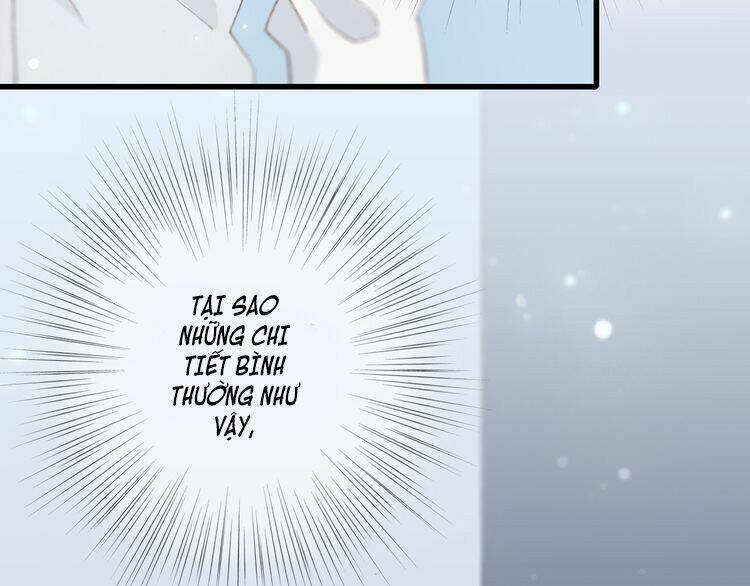 TẠI SAO
NHỮNG CHI
TIẾT BÌNH
THƯỜNG NHƯ
VẬY,